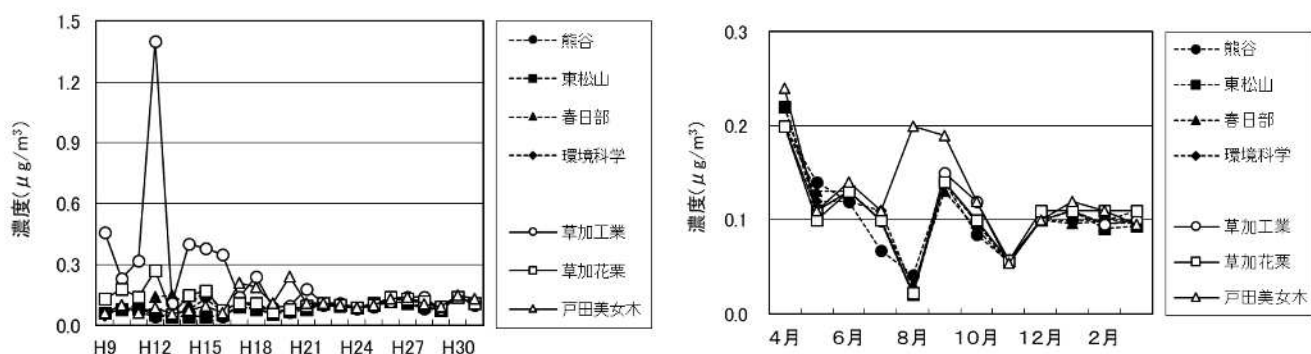 濃度(μg/m³)
1.5
1.2
0.9
0.6
0.3
0.0
H9 H12 H15 H18 H21 H24 H27 H30
熊谷
東松山
春日部
環境科学
草加工業
草加花栗
戸田美女木
濃度(μg/m³)
0.3
0.2
0.1
0.0
4月 6月 8月 10月 12月 2月
熊谷
東松山
春日部
環境科学
草加工業
草加花栗
戸田美女木